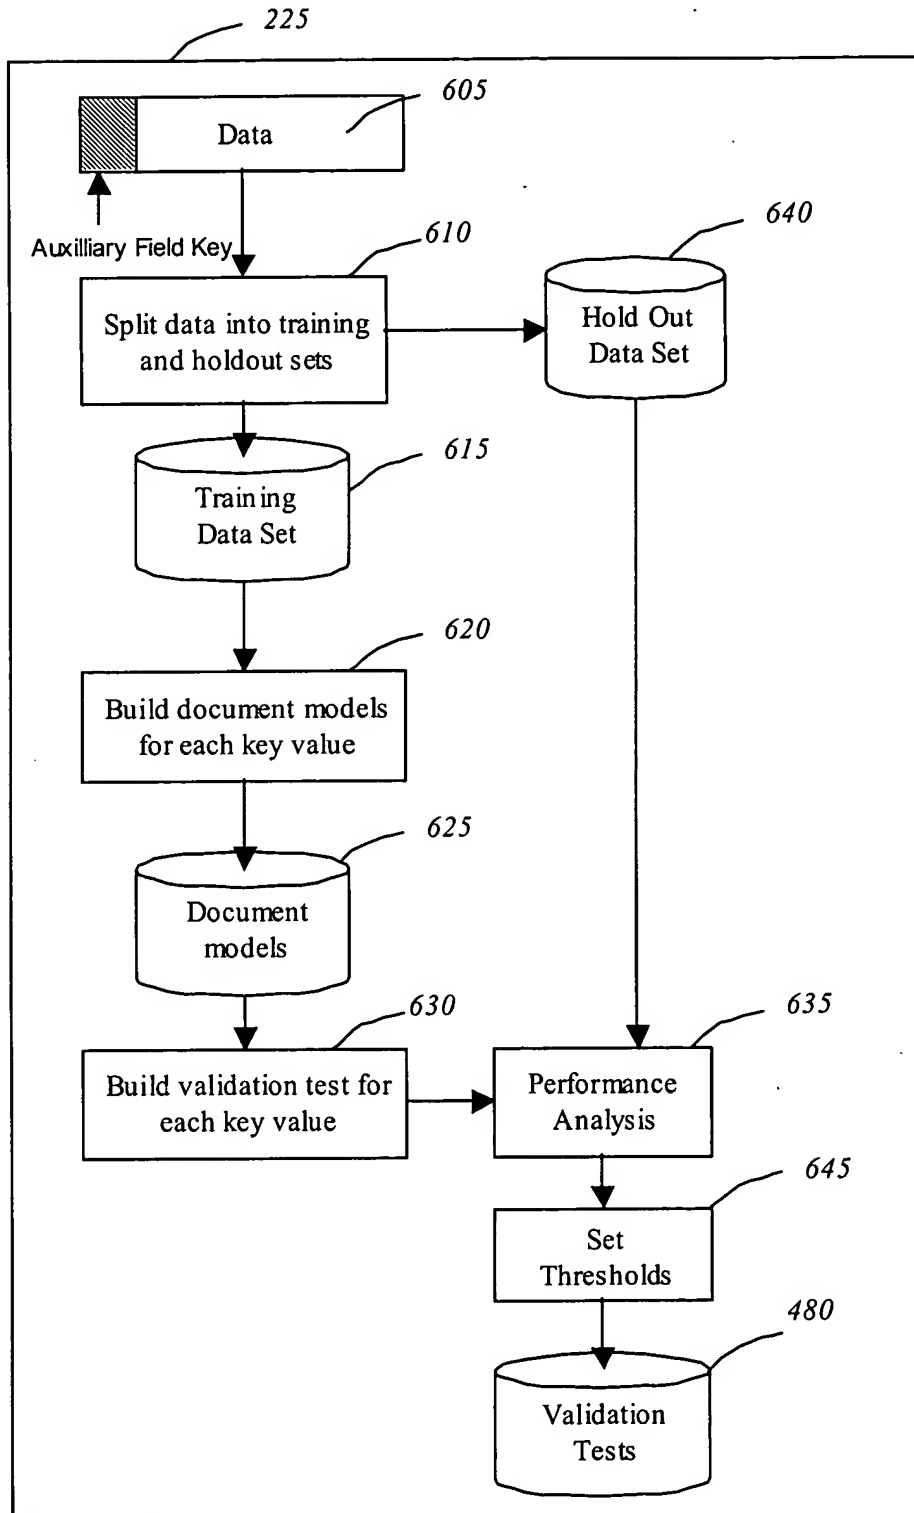 225
605
Data
Auxilliary Field Key
610
640
Split data into training
and holdout sets
Hold Out
Data Set
615
Training
Data Set
620
Build document models
for each key value
625
Document
models
630
635
Build validation test for
each key value
Performance
Analysis
645
Set
Thresholds
480
Validation
Tests